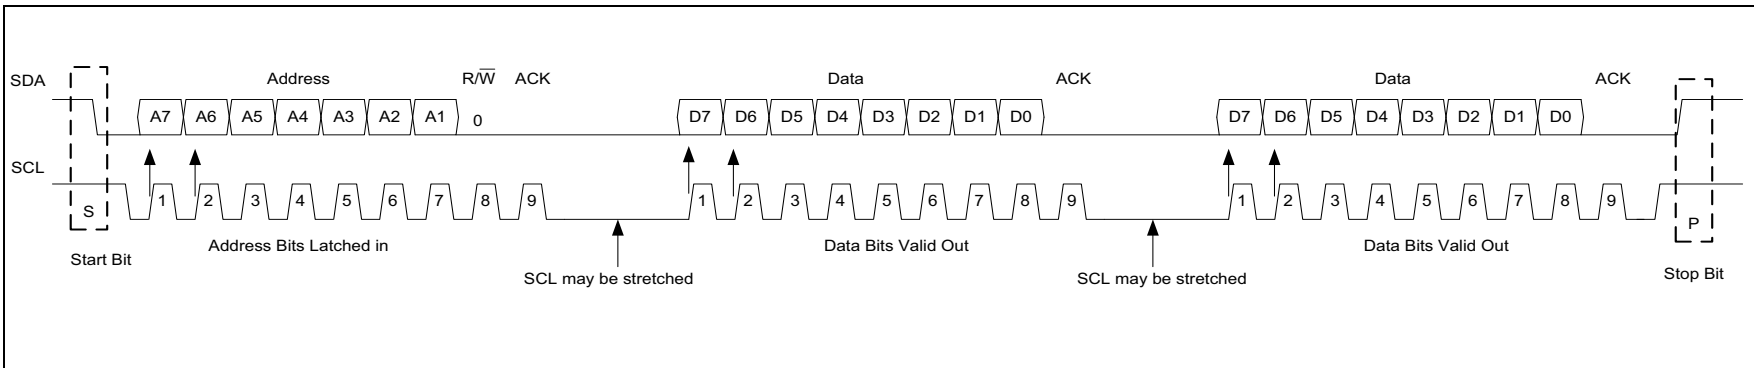 Address R/W̅ ACK Data ACK Data ACK
SDA
A7 A6 A5 A4 A3 A2 A1 0 D7 D6 D5 D4 D3 D2 D1 D0 D7 D6 D5 D4 D3 D2 D1 D0
SCL
1 2 3 4 5 6 7 8 9 1 2 3 4 5 6 7 8 9 1 2 3 4 5 6 7 8 9
S P
Address Bits Latched in Data Bits Valid Out Data Bits Valid Out
Start Bit SCL may be stretched SCL may be stretched Stop Bit